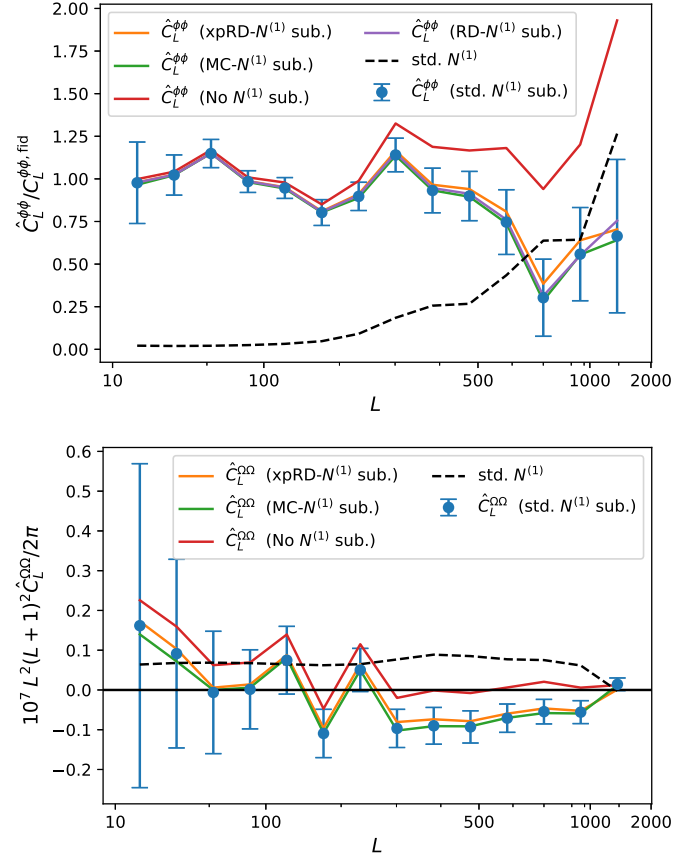 2.00
1.75
1.50
1.25
1.00
0.75
0.50
0.25
0.00
Ĉ_L^{ϕϕ}/C_L^{ϕϕ, fid}
Ĉ_L^{ϕϕ} (xpRD-N^{(1)} sub.)
Ĉ_L^{ϕϕ} (MC-N^{(1)} sub.)
Ĉ_L^{ϕϕ} (No N^{(1)} sub.)
Ĉ_L^{ϕϕ} (RD-N^{(1)} sub.)
std. N^{(1)}
Ĉ_L^{ϕϕ} (std. N^{(1)} sub.)
10 100 500 1000 2000
L
0.6
0.5
0.4
0.3
0.2
0.1
0.0
−0.1
−0.2
10^7 L^2(L + 1)^2Ĉ_L^{ΩΩ}/2π
Ĉ_L^{ΩΩ} (xpRD-N^{(1)} sub.)
Ĉ_L^{ΩΩ} (MC-N^{(1)} sub.)
Ĉ_L^{ΩΩ} (No N^{(1)} sub.)
std. N^{(1)}
Ĉ_L^{ΩΩ} (std. N^{(1)} sub.)
10 100 500 1000 2000
L